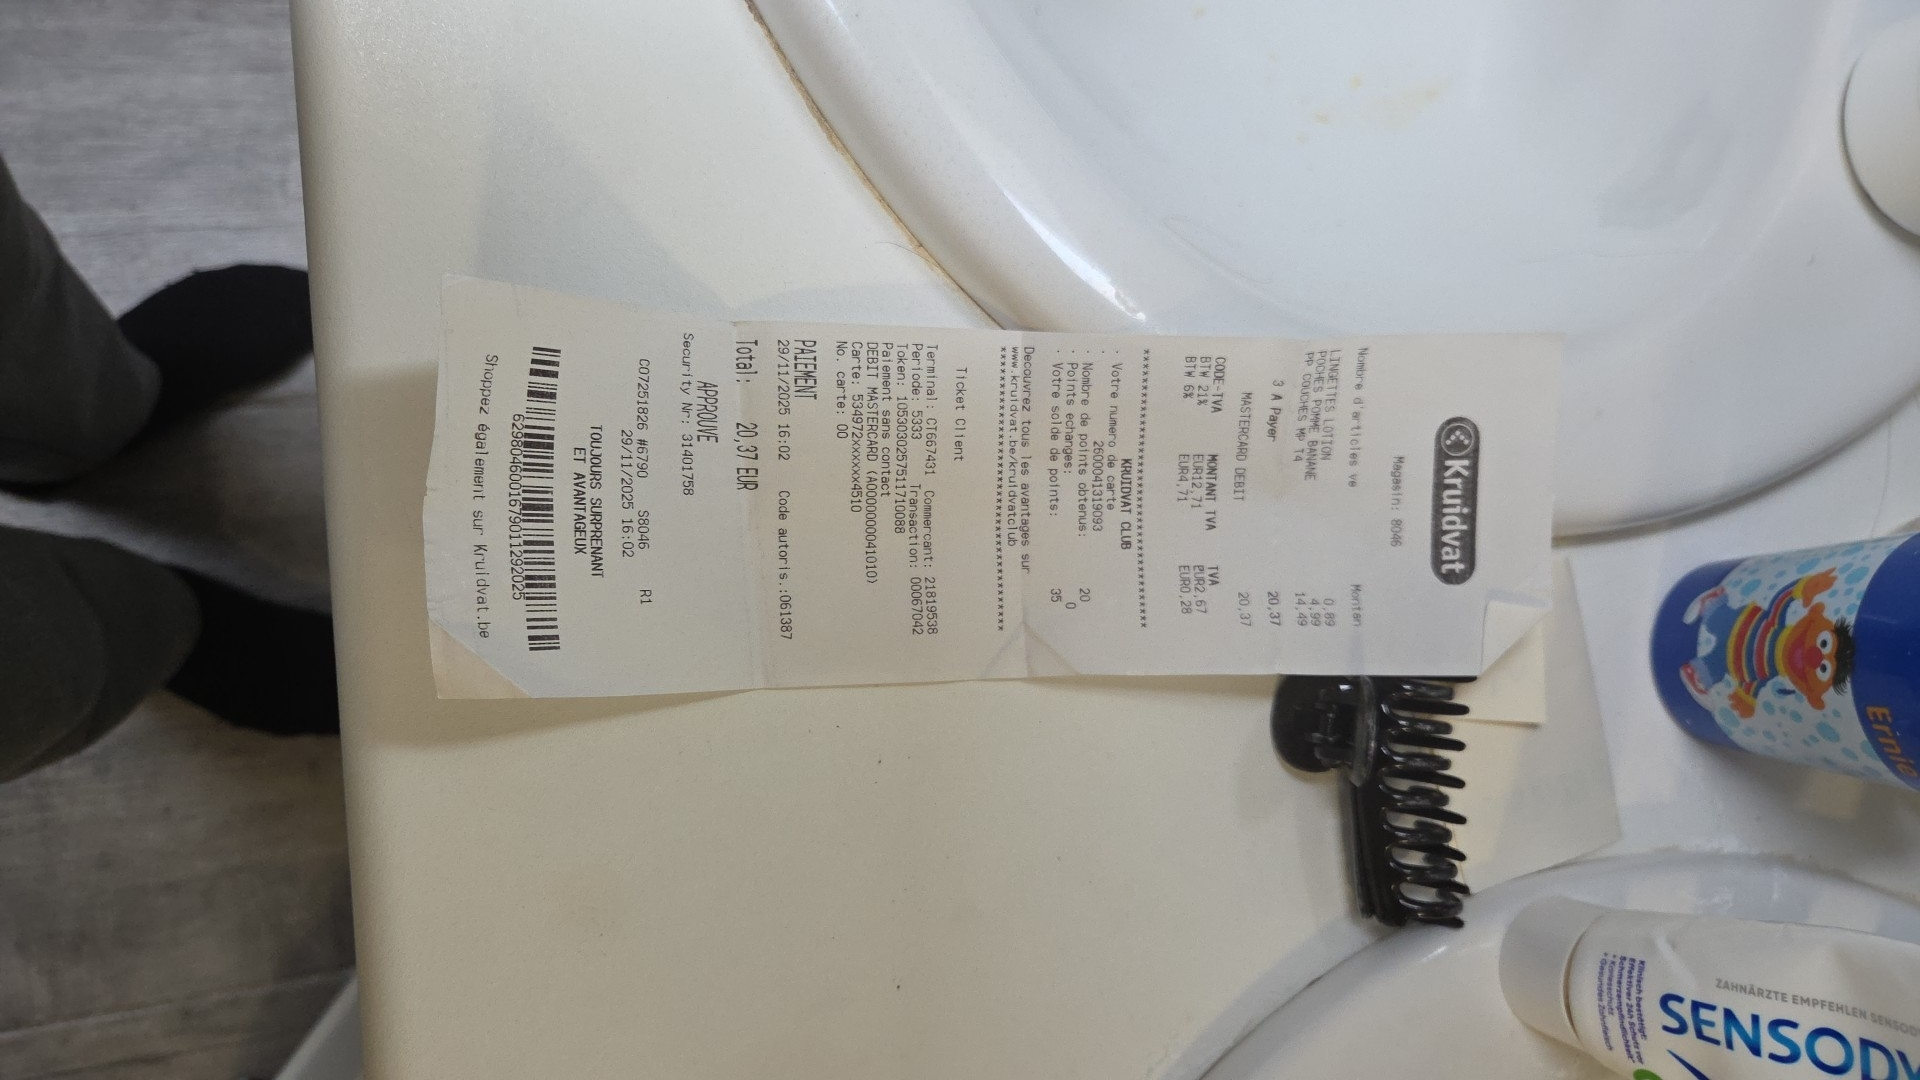 Kruidvat
Magasin: 8046
Nombre d'articles ve Montan
LINGETTES LOTION 0,89
POCHES POMME BANANE 4,99
PP COUCHES MP T4 14,49
3 A Payer 20,37
MASTERCARD DEBIT 20,37
CODE-TVA MONTANT TVA TVA
BTW 21% EUR12,71 EUR2,67
BTW 6% EUR4,71 EUR0,28
KRUIDVAT CLUB
· Votre numero de carte
2600041319093
· Nombre de points obtenus: 20
· Points echanges: 0
· Votre solde de points: 35
Decouvrez tous les avantages sur
www.kruidvat.be/kruidvatclub
Ticket Client
Terminal: CT667431 Commercant: 21819538
Periode: 5333 Transaction: 00067042
Token: 1053030257511710088
Paiement sans contact
DEBIT MASTERCARD (A0000000041010)
Carte: 534972xxxxxx4510
No. carte: 00
PAIEMENT
29/11/2025 16:02 Code autoris.:061387
Total: 20,37 EUR
APPROUVE
Security Nr: 31401758
C07251826 #6790 S8046 R1
29/11/2025 16:02
TOUJOURS SURPRENANT
ET AVANTAGEUX
Shoppez également sur Kruidvat.be
Ernie
ZAHNÄRZTE EMPFEHLEN SENSODY
SENSODY
Klinisch bestätigt: